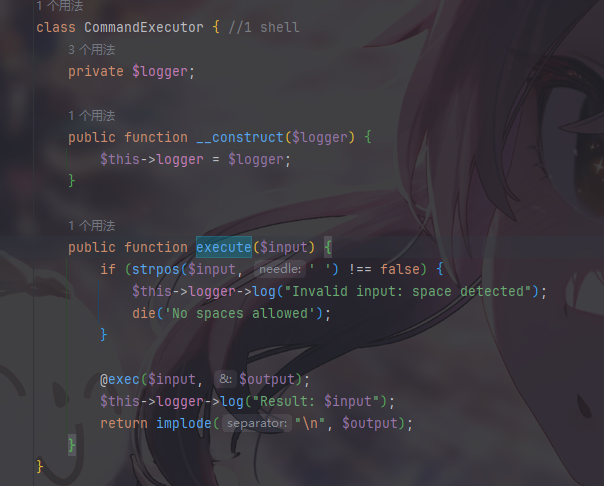 1 个用法
class CommandExecutor { //1 shell
3 个用法
private $logger;
1 个用法
public function __construct($logger) {
$this->logger = $logger;
}
1 个用法
public function execute($input) {
if (strpos($input, needle: ' ') !== false) {
$this->logger->log("Invalid input: space detected");
die('No spaces allowed');
}
@exec($input, &: $output);
$this->logger->log("Result: $input");
return implode( separator: "\n", $output);
}
}